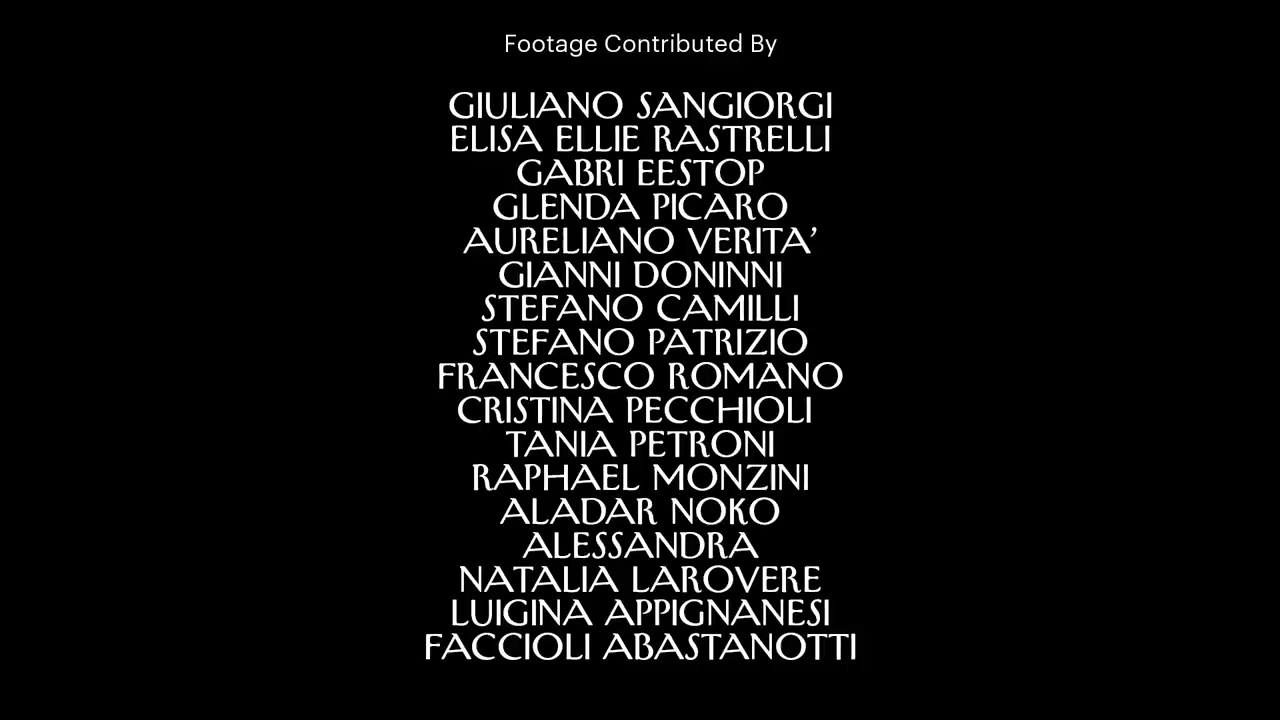 Footage Contributed By
GIULIANO SANGIORGI
ELISA ELLIE RASTRELLI
GABRI EESTOP
GLENDA PICARO
AURELIANO VERITA’
GIANNI DONINNI
STEFANO CAMILLI
STEFANO PATRIZIO
FRANCESCO ROMANO
CRISTINA PECCHIOLI
TANIA PETRONI
RAPHAEL MONZINI
ALADAR NOKO
ALESSANDRA
NATALIA LAROVERE
LUIGINA APPIGNANESI
FACCIOLI ABASTANOTTI